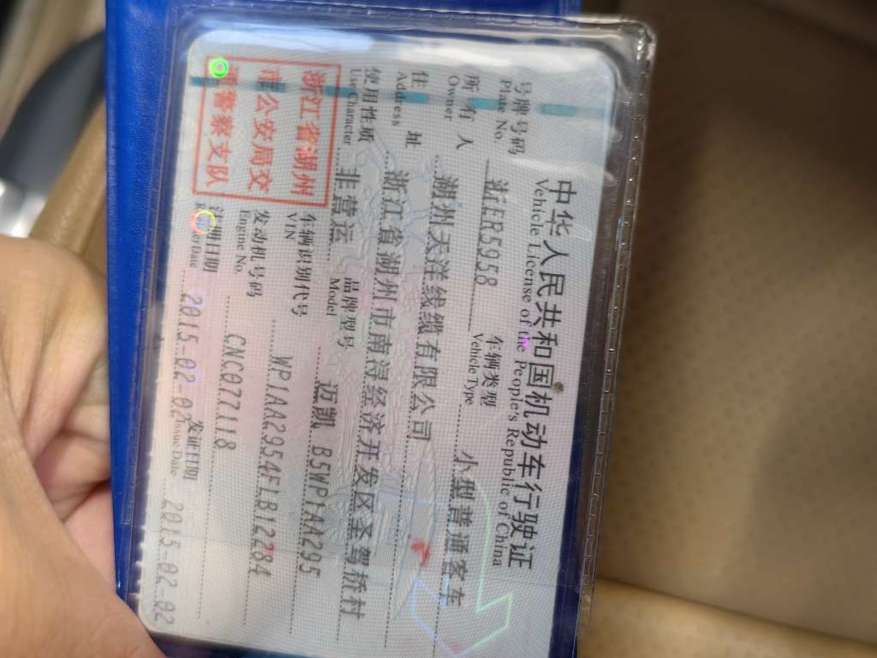 中华人民共和国机动车行驶证
Vehicle License of the People's Republic of China
号牌号码 浙ER5958 车辆类型 小型普通客车
Plate No. Vehicle Type
所有人 湖州天洋线缆有限公司
Owner
住址 浙江省湖州市南浔经济开发区圣驾桥村
Address
使用性质 非营运 品牌型号 迈凯 B5WP1AA295
Use Character Model
浙江省湖州
市公安局交
警察支队
车辆识别代号 WP1AA2954FLB12284
VIN
发动机号码 CNC077118
Engine No.
注册日期 2015-02-02 发证日期 2015-02-02
Issue Date